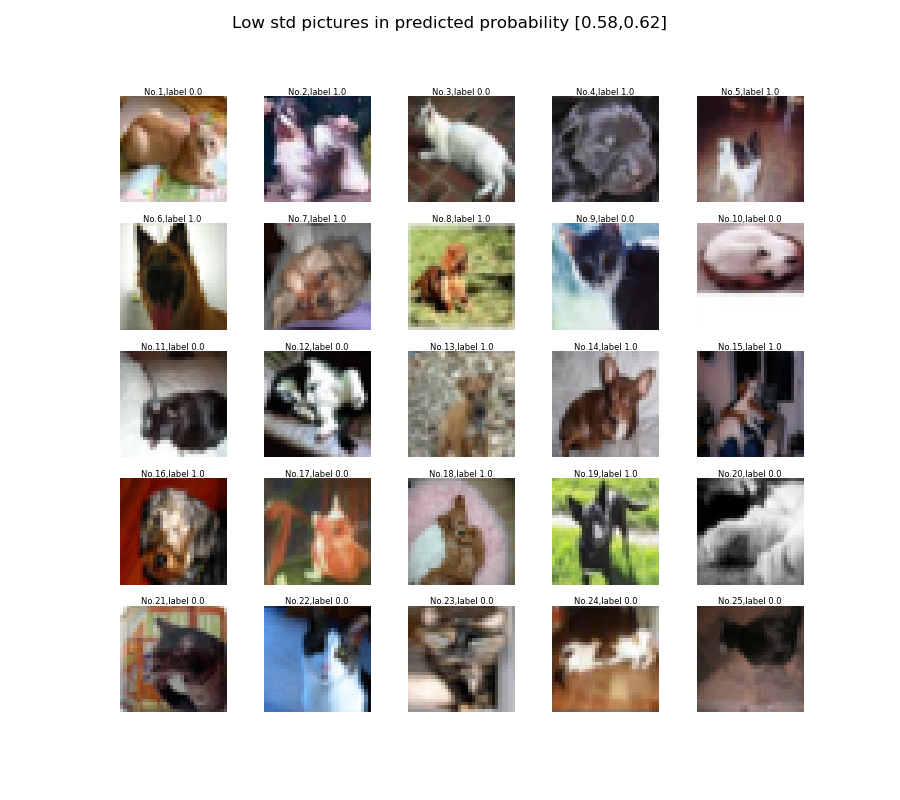 Low std pictures in predicted probability [0.58,0.62]
No.1,label 0.0
No.2,label 1.0
No.3,label 0.0
No.4,label 1.0
No.5,label 1.0
No.6,label 1.0
No.7,label 1.0
No.8,label 1.0
No.9,label 0.0
No.10,label 0.0
No.11,label 0.0
No.12,label 0.0
No.13,label 1.0
No.14,label 1.0
No.15,label 1.0
No.16,label 1.0
No.17,label 0.0
No.18,label 1.0
No.19,label 1.0
No.20,label 0.0
No.21,label 0.0
No.22,label 0.0
No.23,label 0.0
No.24,label 0.0
No.25,label 0.0